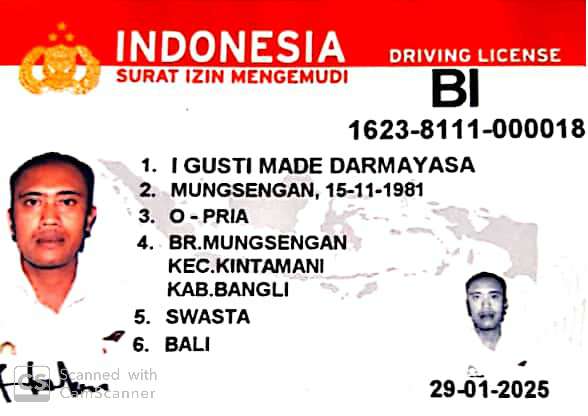 INDONESIA
SURAT IZIN MENGEMUDI
DRIVING LICENSE
BI
1623-8111-000018
1. I GUSTI MADE DARMAYASA
2. MUNGSENGAN, 15-11-1981
3. O - PRIA
4. BR.MUNGSENGAN
KEC.KINTAMANI
KAB.BANGLI
5. SWASTA
6. BALI
CS Scanned with
CamScanner
29-01-2025